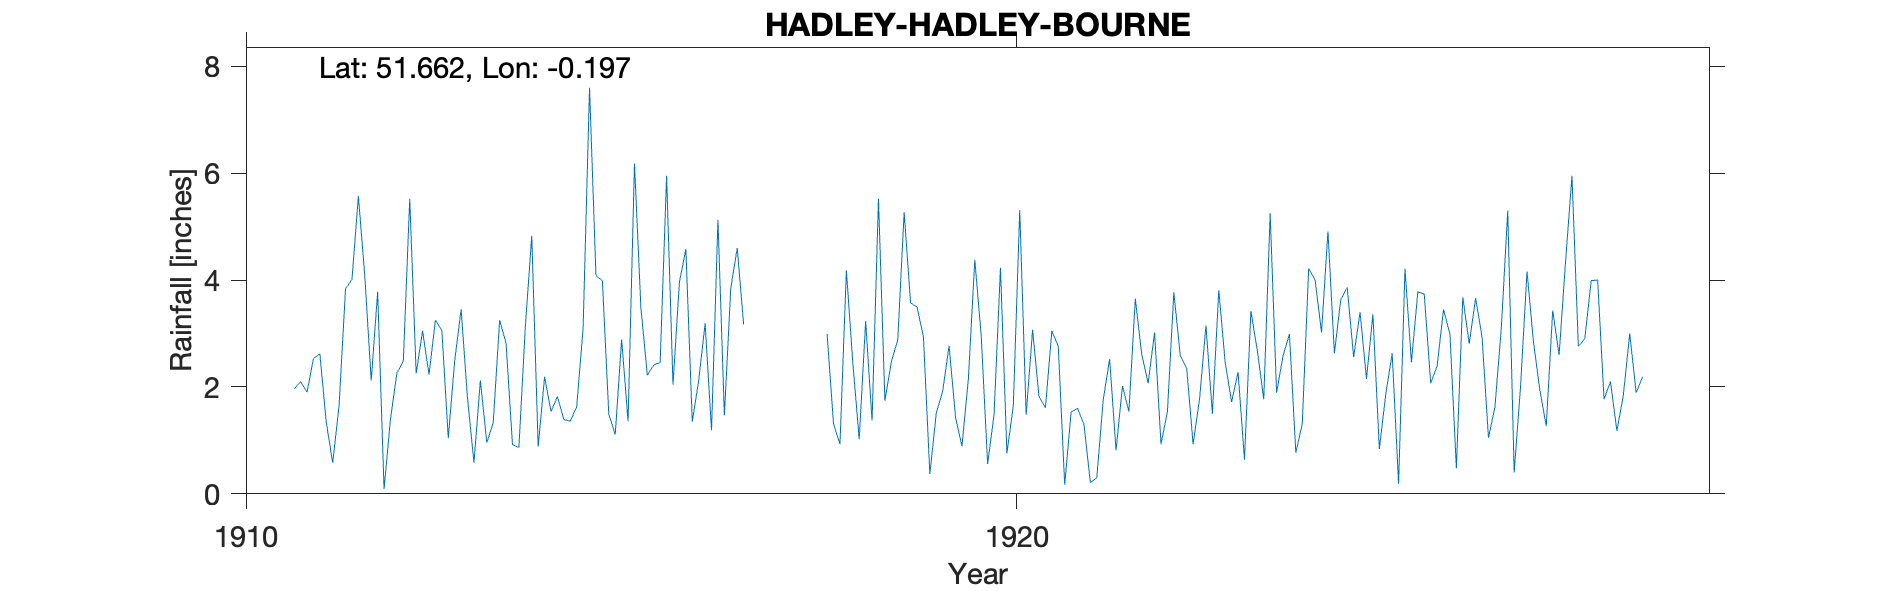 HADLEY-HADLEY-BOURNE
Lat: 51.662, Lon: -0.197
8
6
4
2
0
Rainfall [inches]
1910 1920
Year